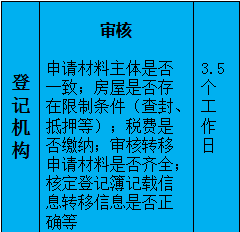 登
记
机
构
审核
申请材料主体是否
一致；房屋是否存
在限制条件（查封、
抵押等）；税费是
否缴纳；审核转移
申请材料是否齐全；
核定登记簿记载信
息转移信息是否正
确等
3.5
个
工
作
日